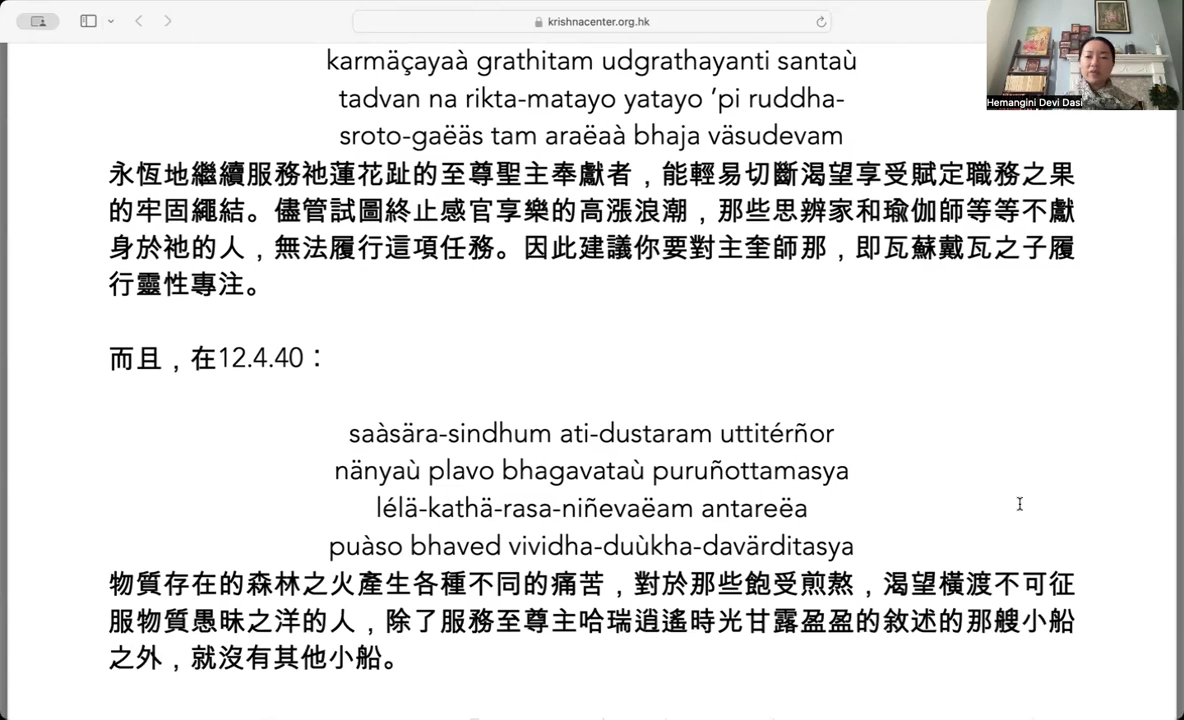 krishnacenter.org.hk
Hemangini Devi Dasi
karmäçayaà grathitam udgrathayanti santaù
tadvan na rikta-matayo yatayo ’pi ruddha-
sroto-gaëäs tam araëaà bhaja väsudevam
永恆地繼續服務祂蓮花趾的至尊聖主奉獻者，能輕易切斷渴望享受賦定職務之果
的牢固繩結。儘管試圖終止感官享樂的高漲浪潮，那些思辨家和瑜伽師等等不獻
身於祂的人，無法履行這項任務。因此建議你要對主奎師那，即瓦蘇戴瓦之子履
行靈性專注。
而且，在12.4.40：
saàsära-sindhum ati-dustaram uttitérñor
nänyaù plavo bhagavataù puruñottamasya
lélä-kathä-rasa-niñevaëam antareëa
puàso bhaved vividha-duùkha-davärditasya
物質存在的森林之火產生各種不同的痛苦，對於那些飽受煎熬，渴望橫渡不可征
服物質愚昧之洋的人，除了服務至尊主哈瑞逍遙時光甘露盈盈的敘述的那艘小船
之外，就沒有其他小船。